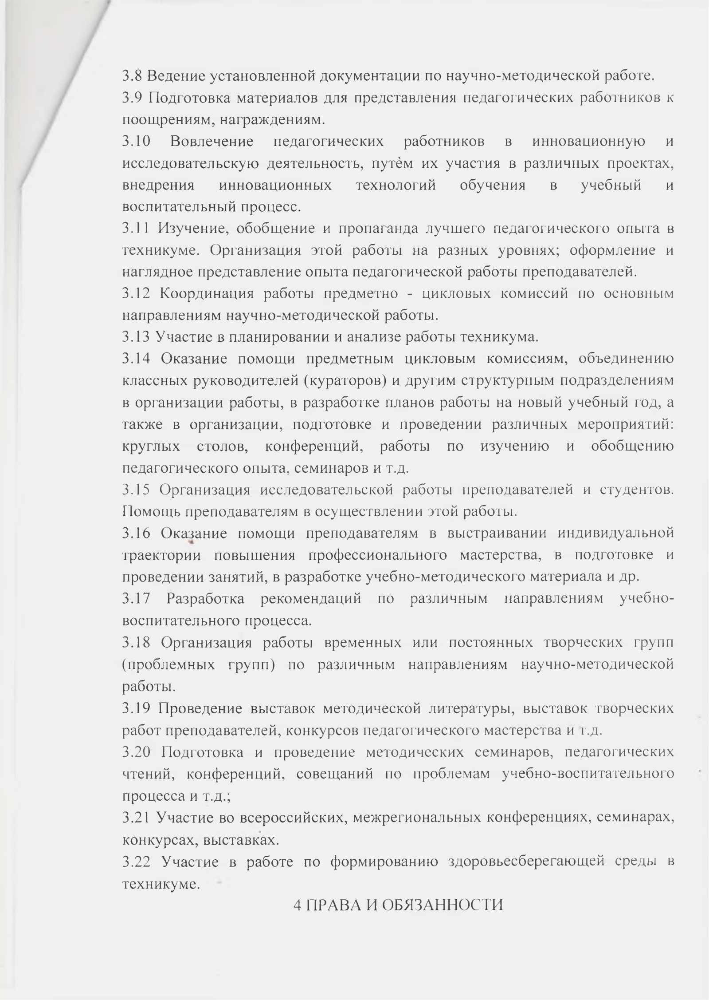 3.8 Ведение установленной документации по научно-методической работе.
3.9 Подготовка материалов для представления педагогических работников к
поощрениям, награждениям.
3.10 Вовлечение педагогических работников в инновационную и
исследовательскую деятельность, путём их участия в различных проектах,
внедрения инновационных технологий обучения в учебный и
воспитательный процесс.
3.11 Изучение, обобщение и пропаганда лучшего педагогического опыта в
техникуме. Организация этой работы на разных уровнях; оформление и
наглядное представление опыта педагогической работы преподавателей.
3.12 Координация работы предметно - цикловых комиссий по основным
направлениям научно-методической работы.
3.13 Участие в планировании и анализе работы техникума.
3.14 Оказание помощи предметным цикловым комиссиям, объединению
классных руководителей (кураторов) и другим структурным подразделениям
в организации работы, в разработке планов работы на новый учебный год, а
также в организации, подготовке и проведении различных мероприятий:
круглых столов, конференций, работы по изучению и обобщению
педагогического опыта, семинаров и т.д.
3.15 Организация исследовательской работы преподавателей и студентов.
Помощь преподавателям в осуществлении этой работы.
3.16 Оказание помощи преподавателям в выстраивании индивидуальной
траектории повышения профессионального мастерства, в подготовке и
проведении занятий, в разработке учебно-методического материала и др.
3.17 Разработка рекомендаций по различным направлениям учебно-
воспитательного процесса.
3.18 Организация работы временных или постоянных творческих групп
(проблемных групп) по различным направлениям научно-методической
работы.
3.19 Проведение выставок методической литературы, выставок творческих
работ преподавателей, конкурсов педагогического мастерства и т.д.
3.20 Подготовка и проведение методических семинаров, педагогических
чтений, конференций, совещаний по проблемам учебно-воспитательного
процесса и т.д.;
3.21 Участие во всероссийских, межрегиональных конференциях, семинарах,
конкурсах, выставках.
3.22 Участие в работе по формированию здоровьесберегающей среды в
техникуме.
4 ПРАВА И ОБЯЗАННОСТИ